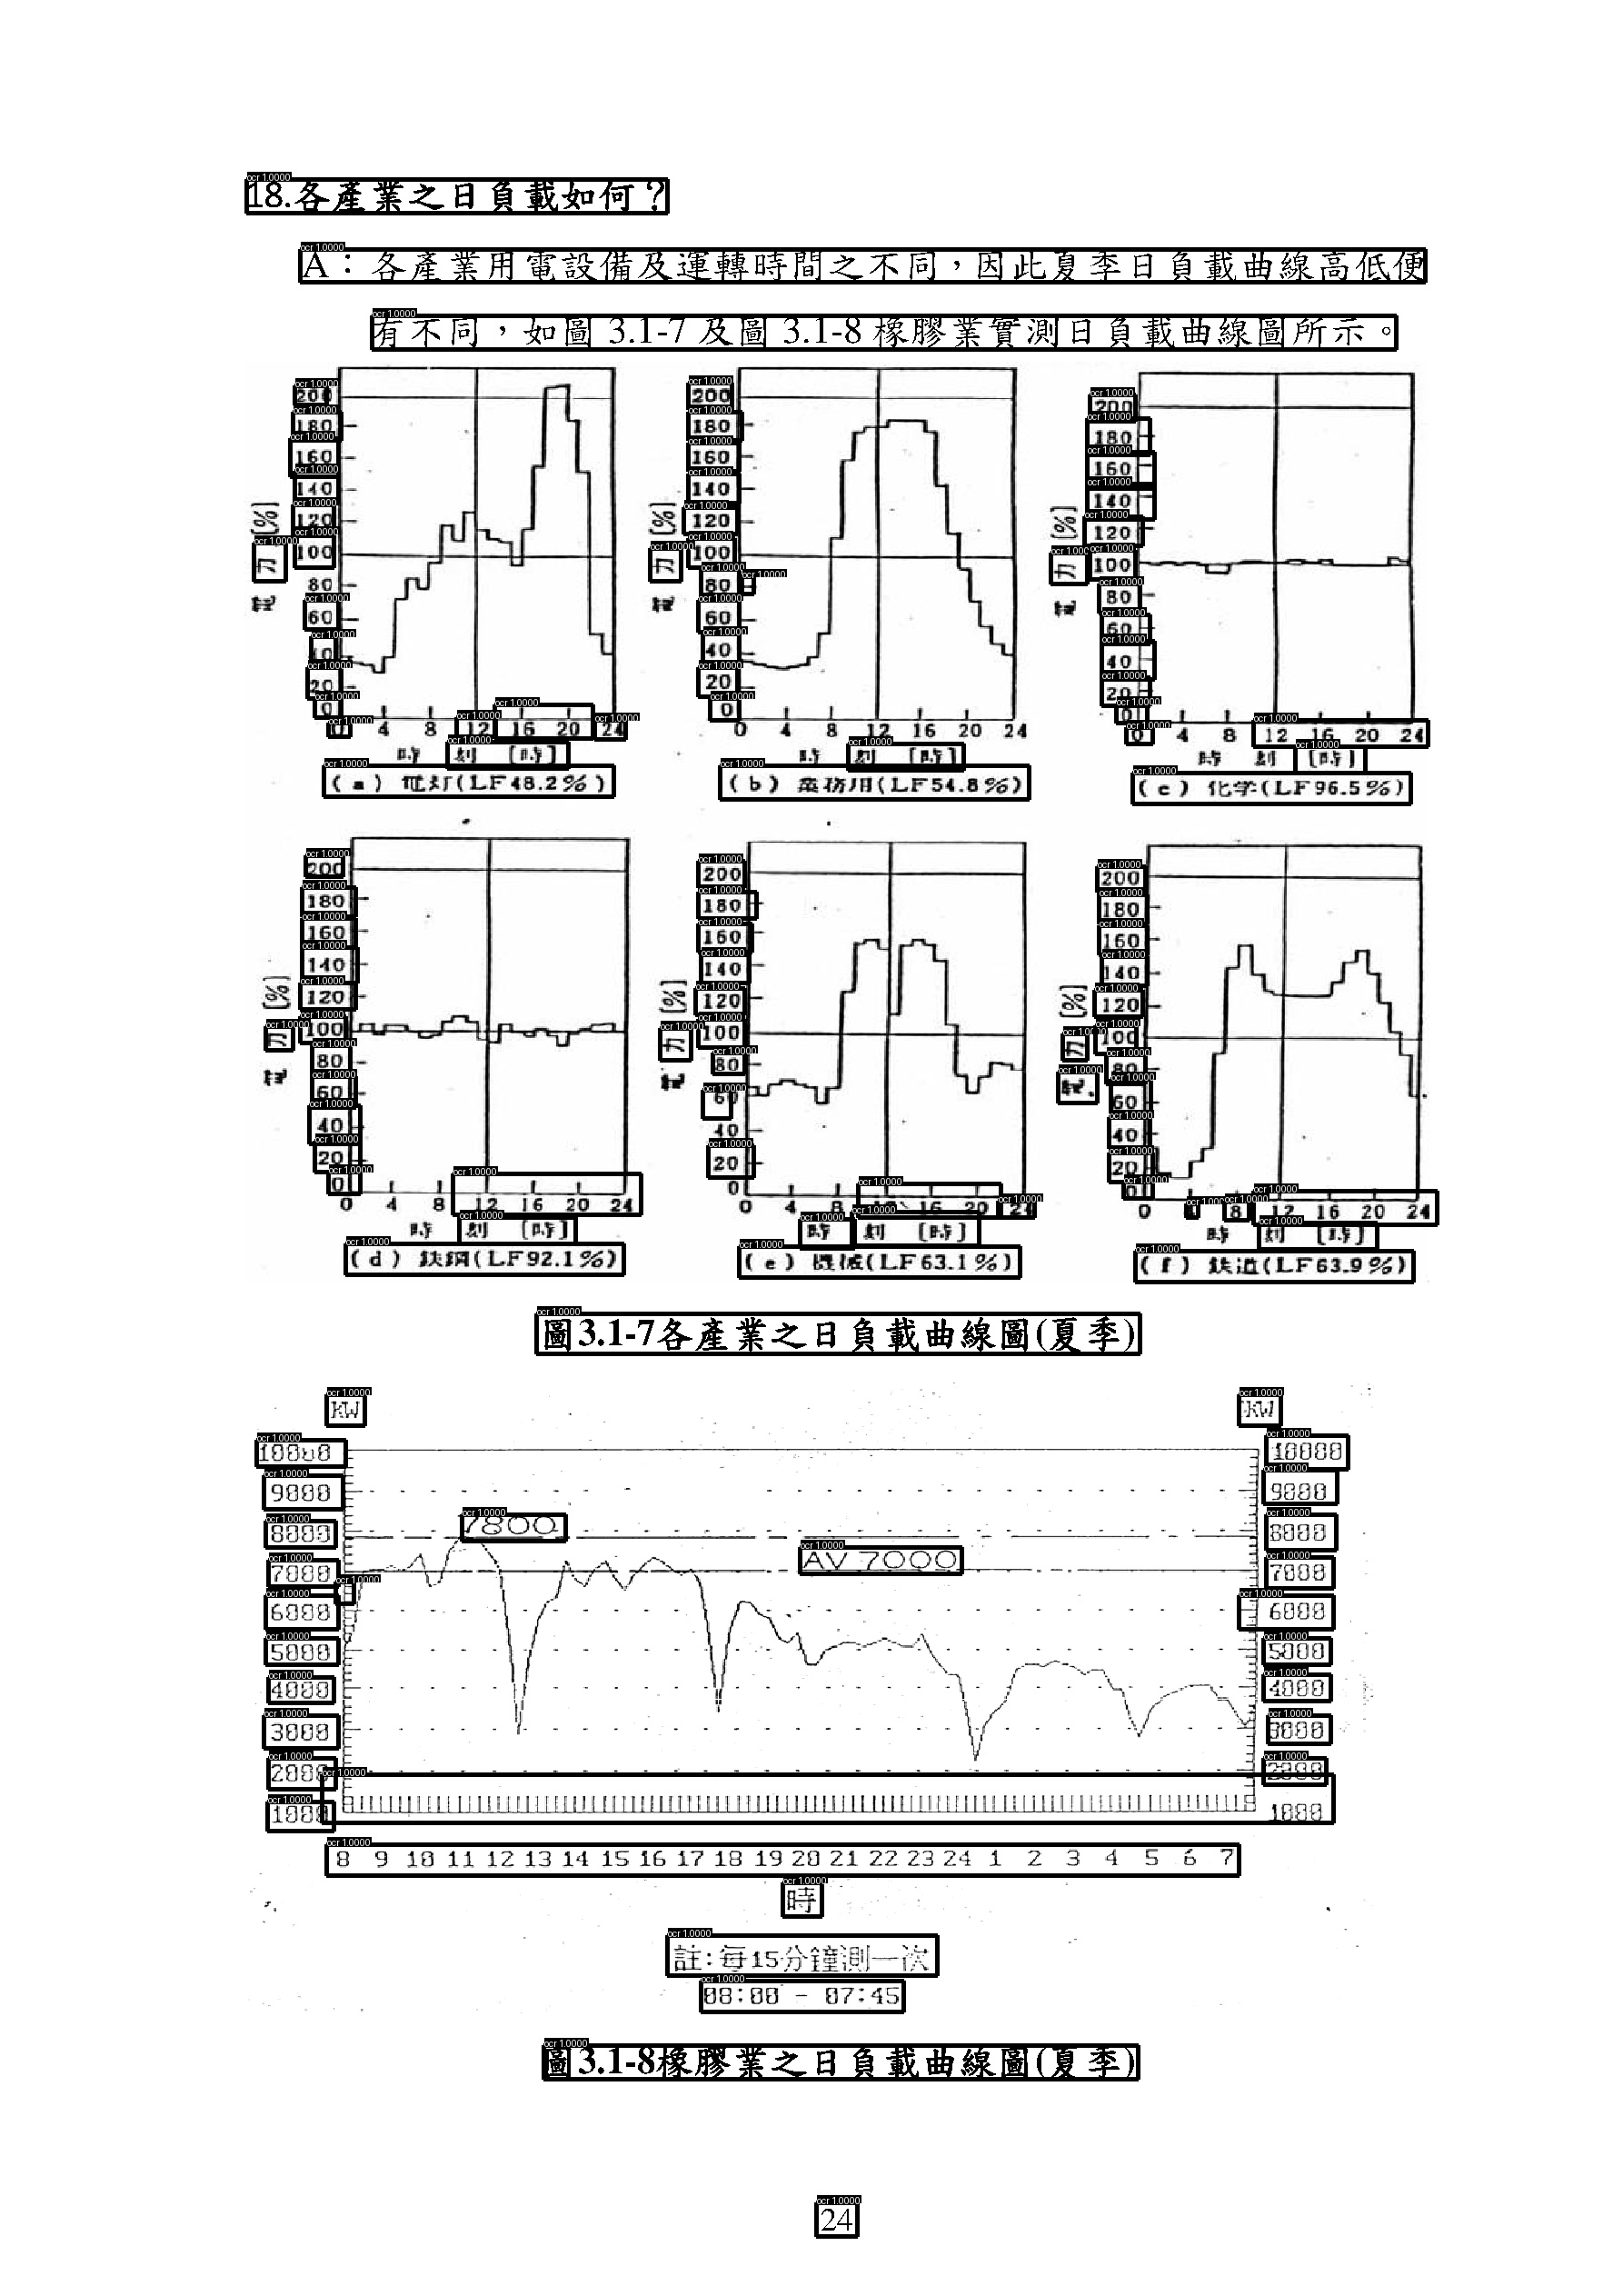 18.各產業之日負載如何？
A：各產業用電設備及運轉時間之不同，因此夏季日負載曲線高低便
有不同，如圖 3.1-7 及圖 3.1-8 橡膠業實測日負載曲線圖所示。
200 180 160 140 120 100 80 60 40 20 0
力 [%]
0 4 8 12 16 20 24
時 刻 [時]
(a) 電灯(LF48.2%)
200 180 160 140 120 100 80 60 40 20 0
力 [%]
0 4 8 12 16 20 24
時 刻 [時]
(b) 業務用(LF54.8%)
200 180 160 140 120 100 80 60 40 20 0
力 [%]
0 4 8 12 16 20 24
時 刻 [時]
(c) 化学(LF96.5%)
200 180 160 140 120 100 80 60 40 20 0
力 [%]
0 4 8 12 16 20 24
時 刻 [時]
(d) 鉄鋼(LF92.1%)
200 180 160 140 120 100 80 60 40 20 0
力 [%]
0 4 8 12 16 20 24
時 刻 [時]
(e) 機械(LF63.1%)
200 180 160 140 120 100 80 60 40 20 0
力 [%]
0 4 8 12 16 20 24
時 刻 [時]
(f) 鉄道(LF63.9%)
圖3.1-7各產業之日負載曲線圖(夏季)
kW kW
10000 10000
9000 9000
7800
8000 8000
AV 7000
7000 7000
6000 6000
5000 5000
4000 4000
3000 3000
2000 2000
1000 1000
8 9 10 11 12 13 14 15 16 17 18 19 20 21 22 23 24 1 2 3 4 5 6 7
時
註:每15分鐘測一次
08:00 - 07:45
圖3.1-8橡膠業之日負載曲線圖(夏季)
24